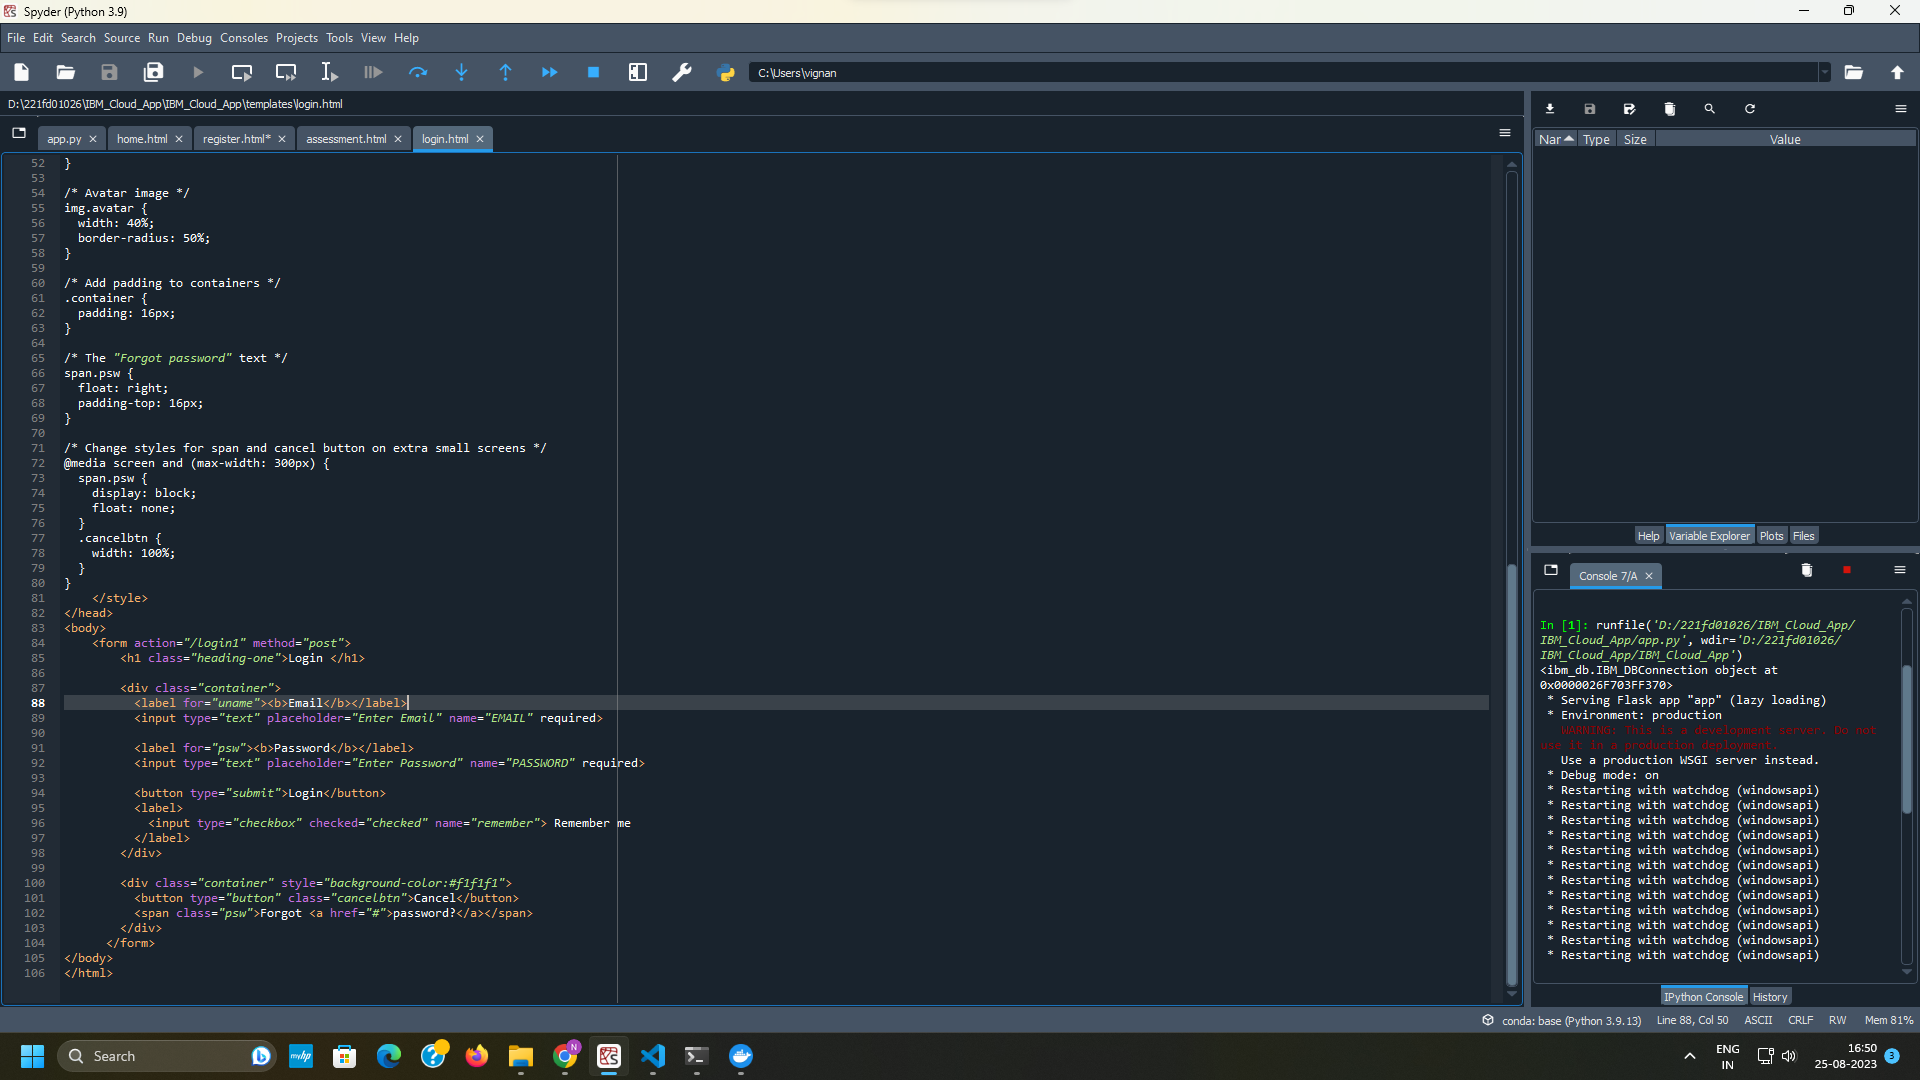 Spyder (Python 3.9)
File Edit Search Source Run Debug Consoles Projects Tools View Help
C:\Users\vignan
D:\221fd01026\IBM_Cloud_App\IBM_Cloud_App\templates\login.html
app.py home.html register.html* assessment.html login.html
52 }
53
54 /* Avatar image */
55 img.avatar {
56 width: 40%;
57 border-radius: 50%;
58 }
59
60 /* Add padding to containers */
61 .container {
62 padding: 16px;
63 }
64
65 /* The "Forgot password" text */
66 span.psw {
67 float: right;
68 padding-top: 16px;
69 }
70
71 /* Change styles for span and cancel button on extra small screens */
72 @media screen and (max-width: 300px) {
73 span.psw {
74 display: block;
75 float: none;
76 }
77 .cancelbtn {
78 width: 100%;
79 }
80 }
81 </style>
82 </head>
83 <body>
84 <form action="/login1" method="post">
85 <h1 class="heading-one">Login </h1>
86
87 <div class="container">
88 <label for="uname"><b>Email</b></label>
89 <input type="text" placeholder="Enter Email" name="EMAIL" required>
90
91 <label for="psw"><b>Password</b></label>
92 <input type="text" placeholder="Enter Password" name="PASSWORD" required>
93
94 <button type="submit">Login</button>
95 <label>
96 <input type="checkbox" checked="checked" name="remember"> Remember me
97 </label>
98 </div>
99
100 <div class="container" style="background-color:#f1f1f1">
101 <button type="button" class="cancelbtn">Cancel</button>
102 <span class="psw">Forgot <a href="#">password?</a></span>
103 </div>
104 </form>
105 </body>
106 </html>
Nar Type Size Value
Help Variable Explorer Plots Files
Console 7/A
In [1]: runfile('D:/221fd01026/IBM_Cloud_App/
IBM_Cloud_App/app.py', wdir='D:/221fd01026/
IBM_Cloud_App/IBM_Cloud_App')
<ibm_db.IBM_DBConnection object at
0x0000026F703FF370>
* Serving Flask app "app" (lazy loading)
* Environment: production
WARNING: This is a development server. Do not
use it in a production deployment.
Use a production WSGI server instead.
* Debug mode: on
* Restarting with watchdog (windowsapi)
* Restarting with watchdog (windowsapi)
* Restarting with watchdog (windowsapi)
* Restarting with watchdog (windowsapi)
* Restarting with watchdog (windowsapi)
* Restarting with watchdog (windowsapi)
* Restarting with watchdog (windowsapi)
* Restarting with watchdog (windowsapi)
* Restarting with watchdog (windowsapi)
* Restarting with watchdog (windowsapi)
* Restarting with watchdog (windowsapi)
* Restarting with watchdog (windowsapi)
IPython Console History
conda: base (Python 3.9.13) Line 88, Col 50 ASCII CRLF RW Mem 81%
Search
myhp
N
ENG
IN
16:50
25-08-2023
3